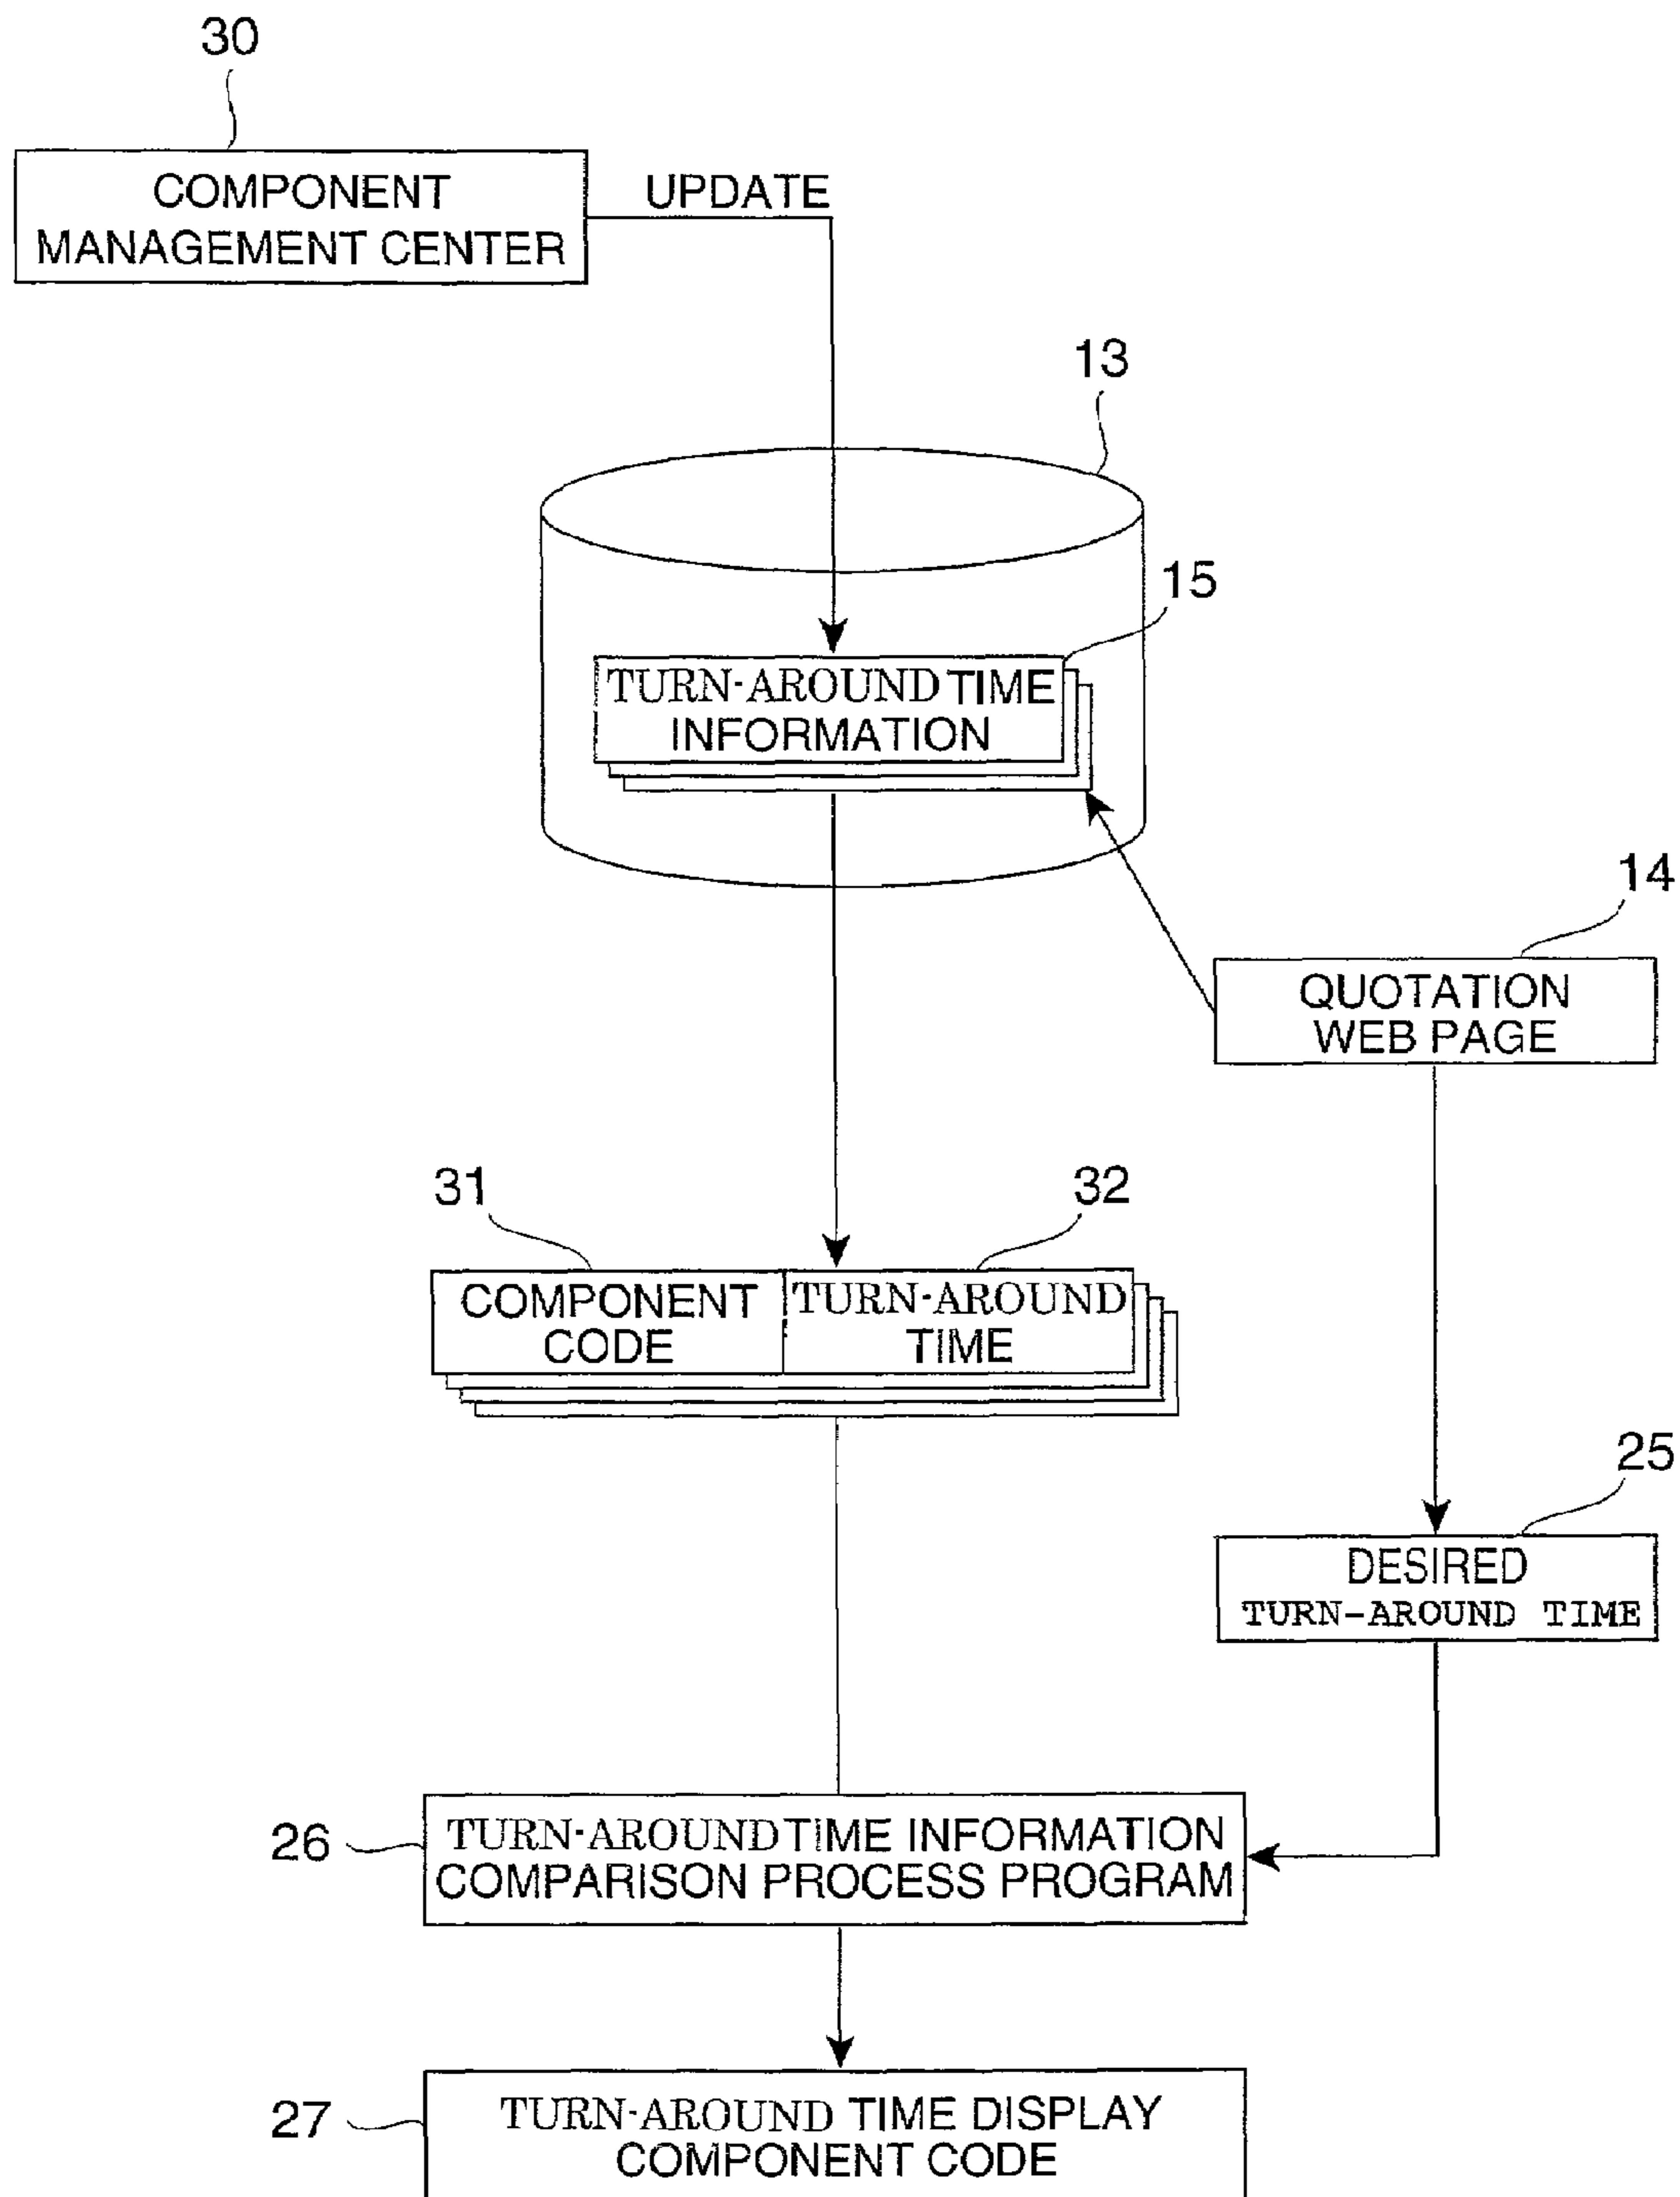 30
COMPONENT
MANAGEMENT CENTER
UPDATE
13
15
TURN-AROUND TIME
INFORMATION
14
QUOTATION
WEB PAGE
31
32
COMPONENT
CODE
TURN-AROUND
TIME
25
DESIRED
TURN-AROUND TIME
26
TURN-AROUND TIME INFORMATION
COMPARISON PROCESS PROGRAM
27
TURN-AROUND TIME DISPLAY
COMPONENT CODE